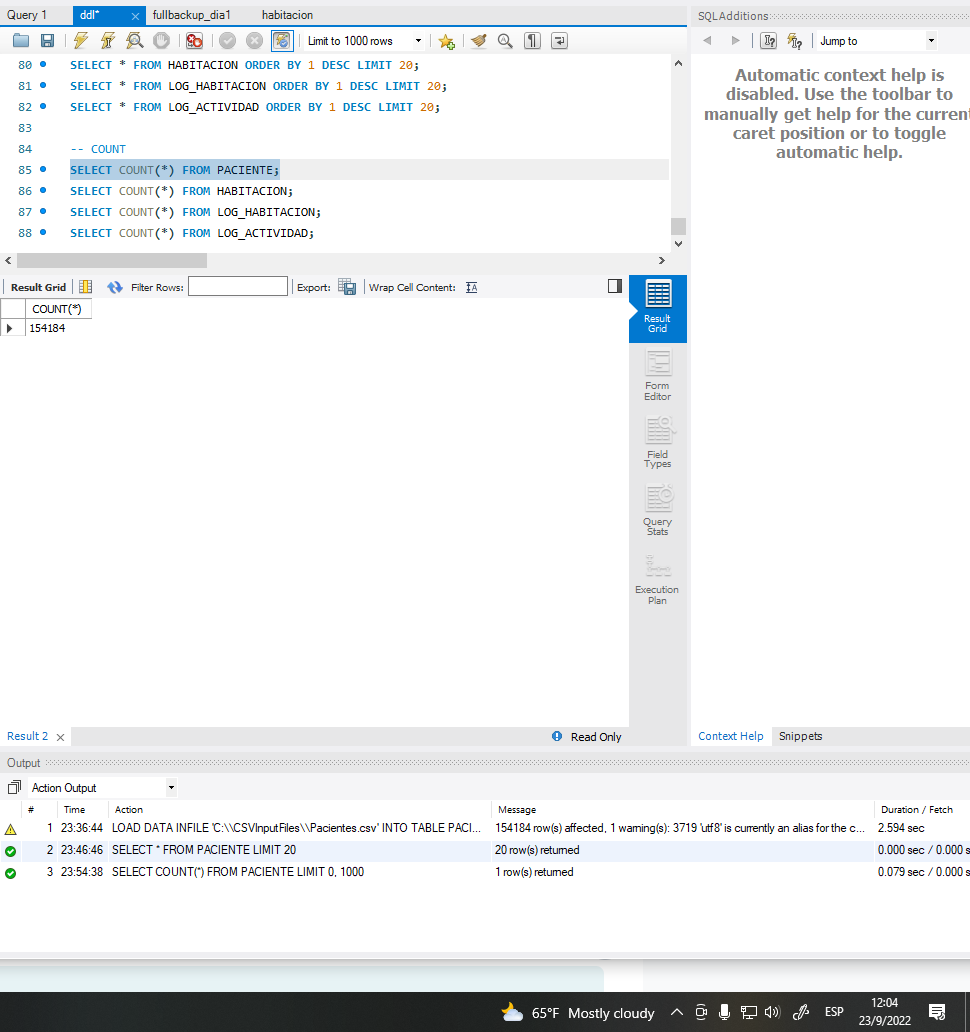 Query 1 ddl* fullbackup_dia1 habitacion
Limit to 1000 rows
80 SELECT * FROM HABITACION ORDER BY 1 DESC LIMIT 20;
81 SELECT * FROM LOG_HABITACION ORDER BY 1 DESC LIMIT 20;
82 SELECT * FROM LOG_ACTIVIDAD ORDER BY 1 DESC LIMIT 20;
83
84 -- COUNT
85 SELECT COUNT(*) FROM PACIENTE;
86 SELECT COUNT(*) FROM HABITACION;
87 SELECT COUNT(*) FROM LOG_HABITACION;
88 SELECT COUNT(*) FROM LOG_ACTIVIDAD;
Result Grid Filter Rows: Export: Wrap Cell Content:
COUNT(*)
154184
Result
Grid
Form
Editor
Field
Types
Query
Stats
Execution
Plan
Result 2 Read Only
SQLAdditions
Jump to
Automatic context help is
disabled. Use the toolbar to
manually get help for the current
caret position or to toggle
automatic help.
Context Help Snippets
Output
Action Output
# Time Action Message Duration / Fetch
1 23:36:44 LOAD DATA INFILE 'C:\\CSVInputFiles\\Pacientes.csv' INTO TABLE PACI... 154184 row(s) affected, 1 warning(s): 3719 'utf8' is currently an alias for the c... 2.594 sec
2 23:46:46 SELECT * FROM PACIENTE LIMIT 20 20 row(s) returned 0.000 sec / 0.000 s
3 23:54:38 SELECT COUNT(*) FROM PACIENTE LIMIT 0, 1000 1 row(s) returned 0.079 sec / 0.000 s
65°F Mostly cloudy ESP 12:04
23/9/2022